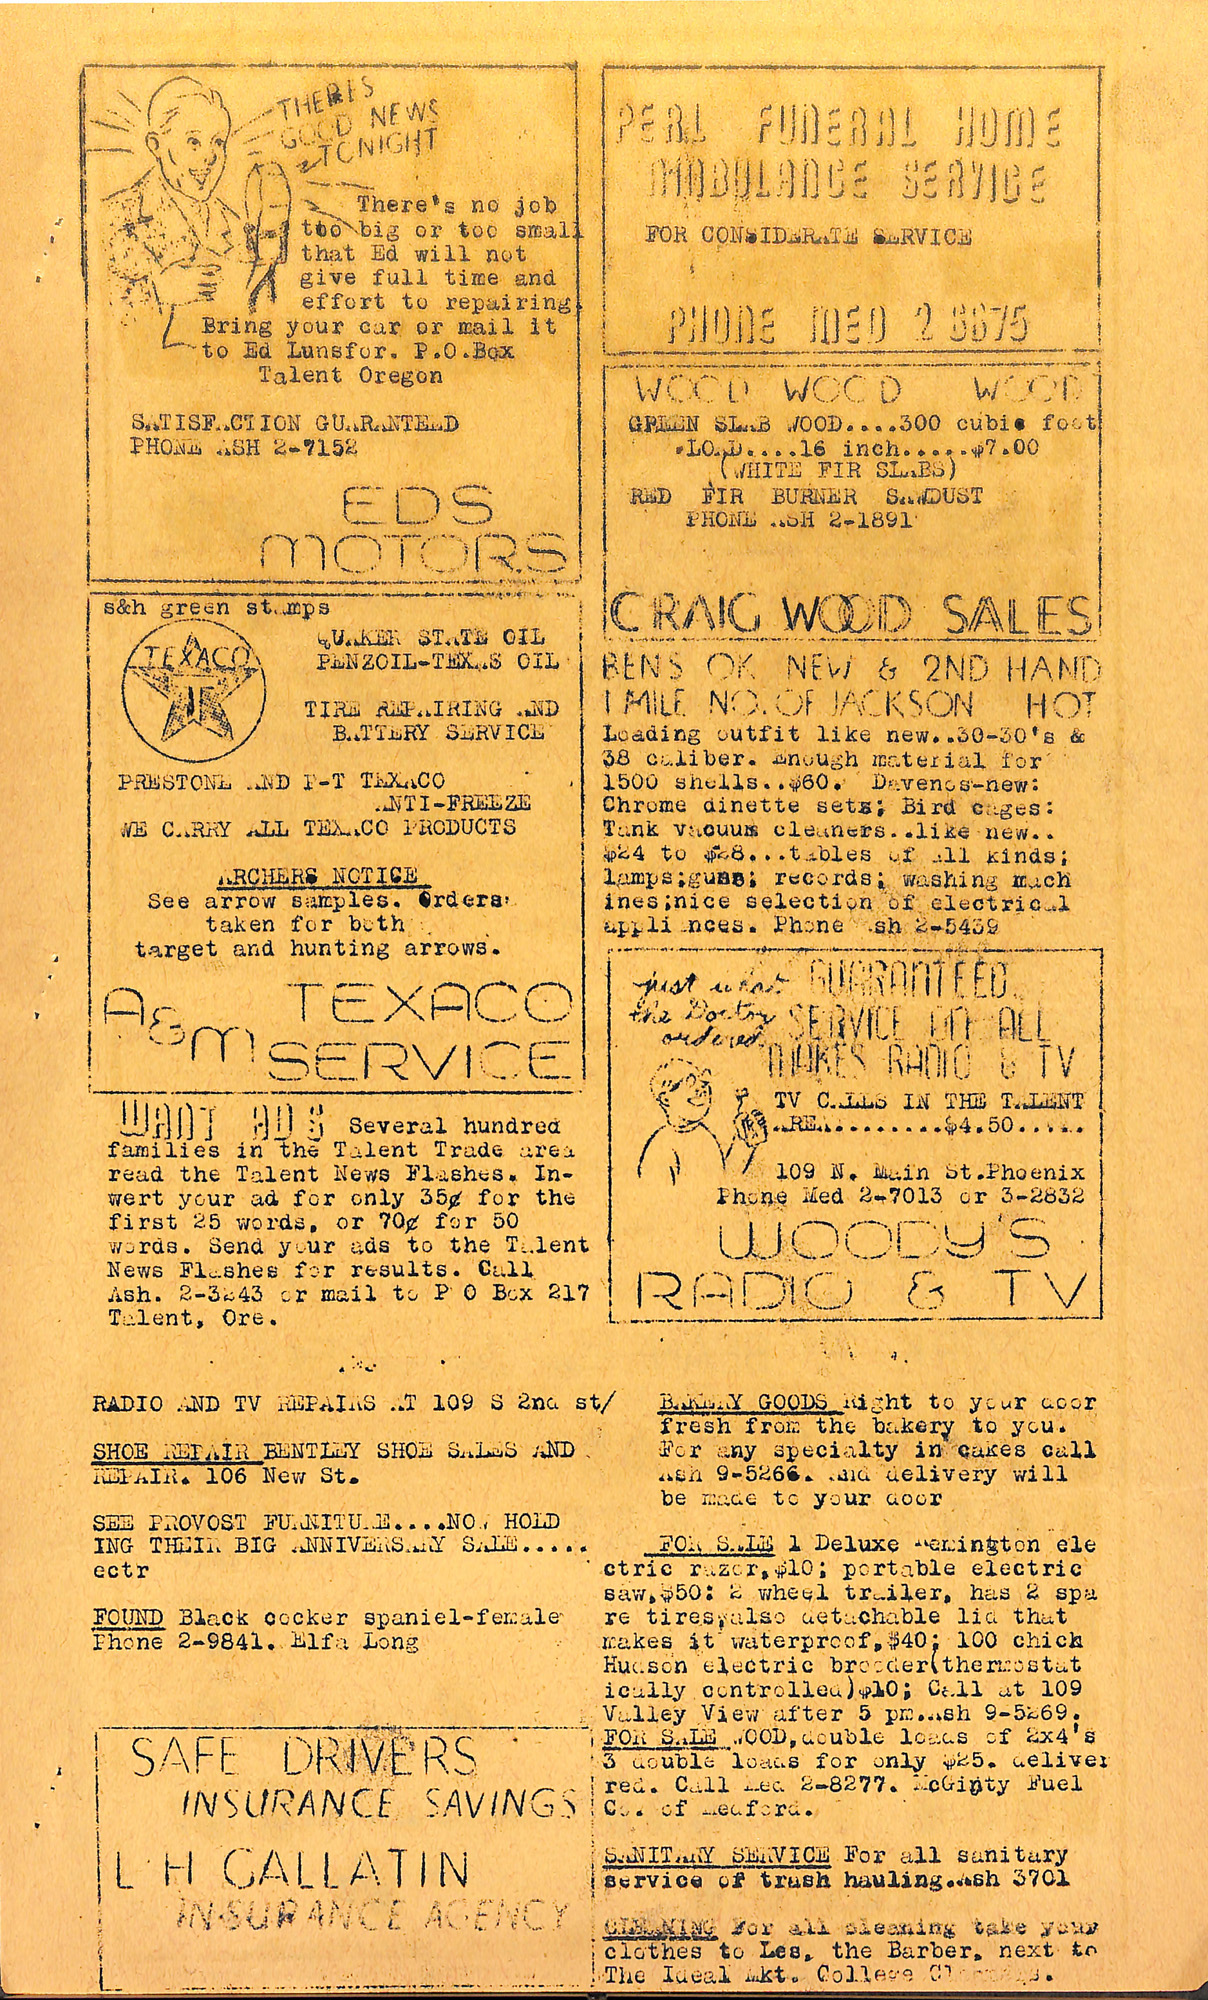 THERES
GOOD NEWS
TONIGHT
There's no job
too big or too small
that Ed will not
give full time and
effort to repairing.
Bring your car or mail it
to Ed Lunsfor. P.O.Box
Talent Oregon
SATISFACTION GUARANTEED
PHONE ASH 2-7152
EDS
MOTORS
s&h green stamps
TEXACO
QUAKER STATE OIL
PENZOIL-TEXAS OIL
TIRE REPAIRING AND
BATTERY SERVICE
PRESTONE AND P-T TEXACO
ANTI-FREEZE
WE CARRY ALL TEXACO PRODUCTS
ARCHERS NOTICE
See arrow samples. Orders
taken for both
target and hunting arrows.
A&M TEXACO
SERVICE
WANT ADS Several hundred
families in the Talent Trade area
read the Talent News Flashes. In-
wert your ad for only 35¢ for the
first 25 words, or 70¢ for 50
words. Send your ads to the Talent
News Flashes for results. Call
Ash. 2-3243 or mail to P O Box 217
Talent, Ore.
RADIO AND TV REPAIRS AT 109 S 2nd st/
SHOE REPAIR BENTLEY SHOE SALES AND
REPAIR. 106 New St.
SEE PROVOST FURNITURE....NOW HOLD
ING THEIR BIG ANNIVERSARY SALE.....
ectr
FOUND Black cocker spaniel-female
Phone 2-9841. Elfa Long
SAFE DRIVERS
INSURANCE SAVINGS
L H GALLATIN
INSURANCE AGENCY
PERL FUNERAL HOME
AMBULANCE SERVICE
FOR CONSIDERATE SERVICE
PHONE MED 2 6675
WOOD WOOD WOOD
GREEN SLAB WOOD....300 cubic foot
LOAD....16 inch.....$7.00
(WHITE FIR SLABS)
RED FIR BURNER SAWDUST
PHONE ASH 2-1891
CRAIG WOOD SALES
BENS OK NEW & 2ND HAND
1 MILE NO. OF JACKSON HOT
Loading outfit like new..30-30's &
38 caliber. Enough material for
1500 shells..$60. Davenos-new:
Chrome dinette sets; Bird cages:
Tank vacuum cleaners..like new..
$24 to $28...tables of all kinds;
lamps;guns; records; washing mach
ines;nice selection of electrical
appliances. Phone Ash 2-5439
just what
the Doctor
ordered
GUARANTEED
SERVICE ON ALL
MAKES RADIO & TV
TV CALLS IN THE TALENT
AREA........$4.50.....
109 N. Main St.Phoenix
Phone Med 2-7013 or 3-2832
WOODY'S
RADIO & TV
BAKERY GOODS Right to your door
fresh from the bakery to you.
For any specialty in cakes call
Ash 9-5266. and delivery will
be made to your door
FOR SALE 1 Deluxe Remington ele
ctric razor,$10; portable electric
saw,$50: 2 wheel trailer, has 2 spa
re tires,also detachable lid that
makes it waterproof,$40; 100 chick
Hudson electric brooder(thermostat
ically controlled)$10; Call at 109
Valley View after 5 pm.Ash 9-5269.
FOR SALE WOOD,double loads of 2x4's
3 double loads for only $25. deliver
red. Call Med 2-8277. McGinty Fuel
Co. of Medford.
SANITARY SERVICE For all sanitary
service of trash hauling.Ash 3701
CLEANING For all cleaning take your
clothes to Les, the Barber, next to
The Ideal Mkt. College Cleaners.